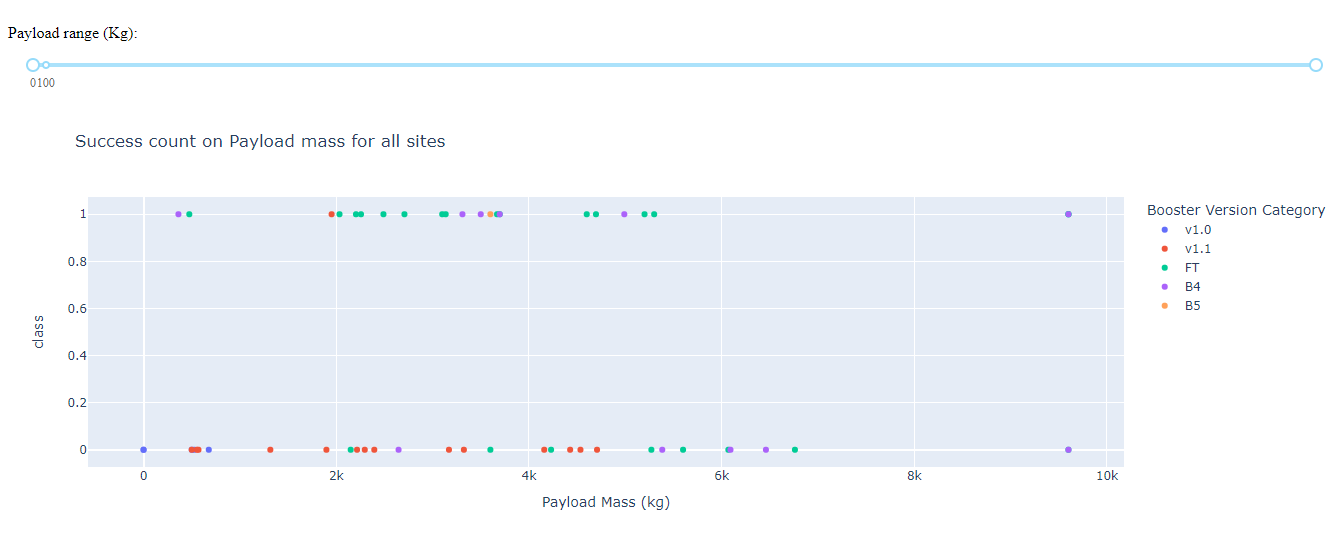 Payload range (Kg):
0100
Success count on Payload mass for all sites
Booster Version Category
v1.0
v1.1
FT
B4
B5
class
1
0.8
0.6
0.4
0.2
0
0 2k 4k 6k 8k 10k
Payload Mass (kg)